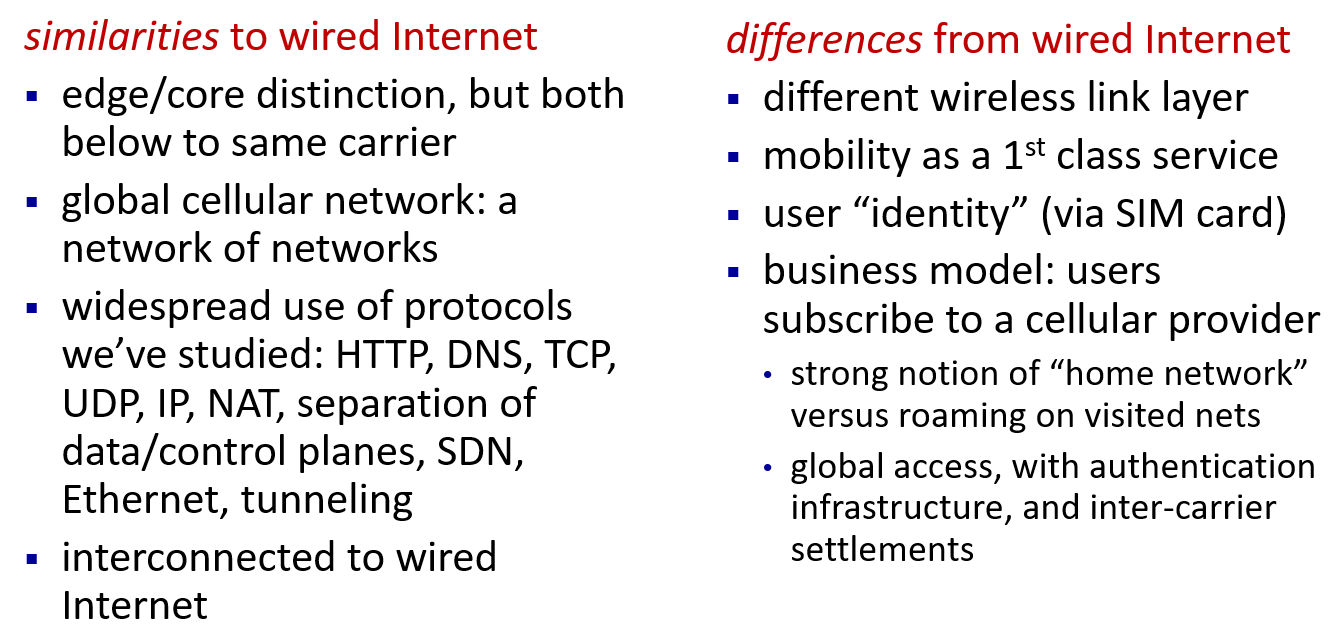 similarities to wired Internet
▪ edge/core distinction, but both
below to same carrier
▪ global cellular network: a
network of networks
▪ widespread use of protocols
we’ve studied: HTTP, DNS, TCP,
UDP, IP, NAT, separation of
data/control planes, SDN,
Ethernet, tunneling
▪ interconnected to wired
Internet
differences from wired Internet
▪ different wireless link layer
▪ mobility as a 1st class service
▪ user “identity” (via SIM card)
▪ business model: users
subscribe to a cellular provider
• strong notion of “home network”
versus roaming on visited nets
• global access, with authentication
infrastructure, and inter-carrier
settlements